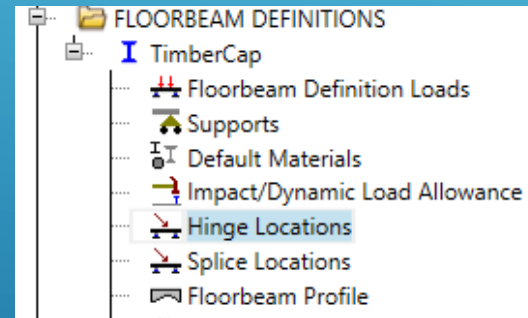 FLOORBEAM DEFINITIONS
TimberCap
Floorbeam Definition Loads
Supports
Default Materials
Impact/Dynamic Load Allowance
Hinge Locations
Splice Locations
Floorbeam Profile